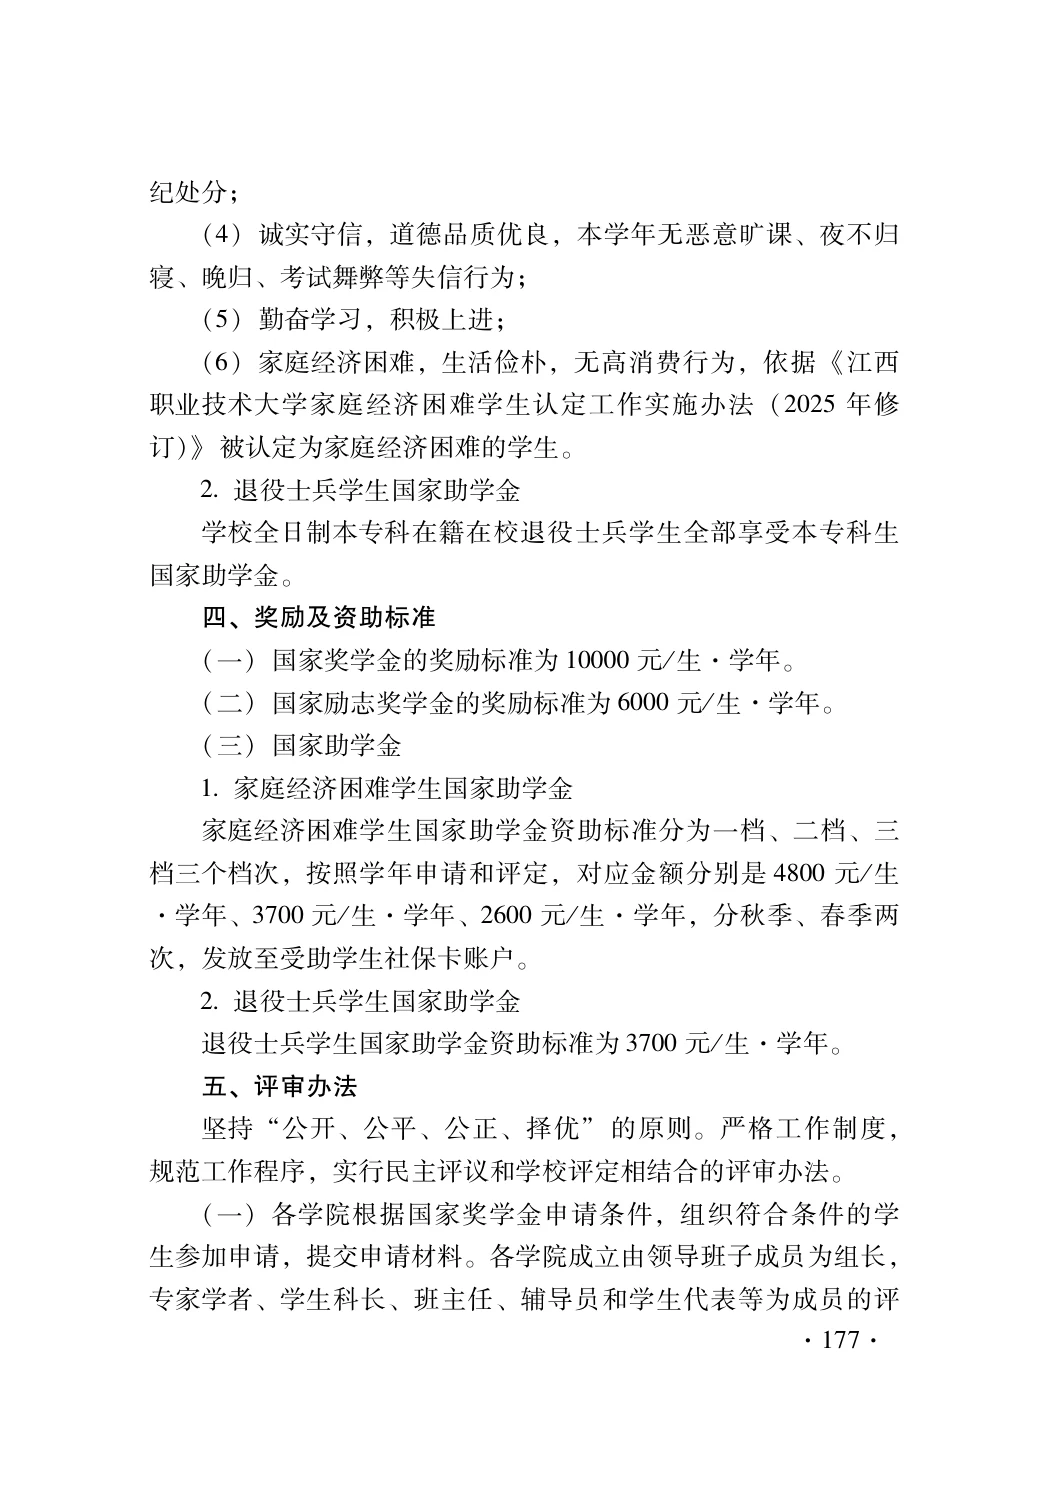 纪处分；
（4）诚实守信，道德品质优良，本学年无恶意旷课、夜不归
寝、晚归、考试舞弊等失信行为；
（5）勤奋学习，积极上进；
（6）家庭经济困难，生活俭朴，无高消费行为，依据《江西
职业技术大学家庭经济困难学生认定工作实施办法（2025 年修
订）》被认定为家庭经济困难的学生。
2. 退役士兵学生国家助学金
学校全日制本专科在籍在校退役士兵学生全部享受本专科生
国家助学金。
四、奖励及资助标准
（一）国家奖学金的奖励标准为 10000 元/生·学年。
（二）国家励志奖学金的奖励标准为 6000 元/生·学年。
（三）国家助学金
1. 家庭经济困难学生国家助学金
家庭经济困难学生国家助学金资助标准分为一档、二档、三
档三个档次，按照学年申请和评定，对应金额分别是 4800 元/生
·学年、3700 元/生·学年、2600 元/生·学年，分秋季、春季两
次，发放至受助学生社保卡账户。
2. 退役士兵学生国家助学金
退役士兵学生国家助学金资助标准为 3700 元/生·学年。
五、评审办法
坚持“公开、公平、公正、择优”的原则。严格工作制度，
规范工作程序，实行民主评议和学校评定相结合的评审办法。
（一）各学院根据国家奖学金申请条件，组织符合条件的学
生参加申请，提交申请材料。各学院成立由领导班子成员为组长，
专家学者、学生科长、班主任、辅导员和学生代表等为成员的评
·177·